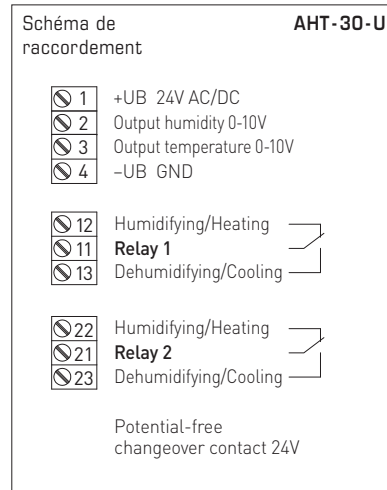 Schéma de raccordement
AHT-30-U
1 +UB 24V AC/DC
2 Output humidity 0-10V
3 Output temperature 0-10V
4 –UB GND
12 Humidifying/Heating
11 Relay 1
13 Dehumidifying/Cooling
22 Humidifying/Heating
21 Relay 2
23 Dehumidifying/Cooling
Potential-free
changeover contact 24V